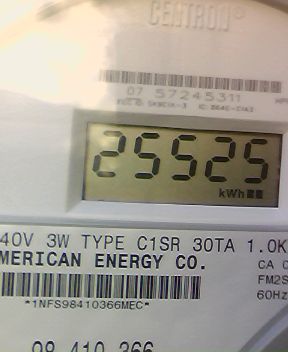 CENTRON®
07 57245311
25525
kWh
40V 3W TYPE C1SR 30TA 1.0K
MERICAN ENERGY CO.
CA 0
FM2S
*1NFS98410366MEC*
60Hz
98 410 366